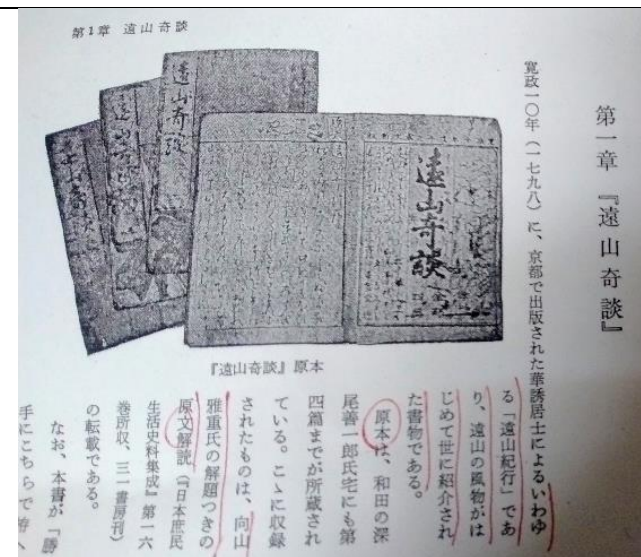 第1章 遠山奇談
第一章 『遠山奇談』
寛政一〇年（一七九八）に、京都で出版された華誘居士によるいわゆ
る「遠山紀行」であ
り、遠山の風物がは
じめて世に紹介され
た書物である。
原本は、和田の深
尾善一郎氏宅にも第
四篇までが所蔵され
ている。こゝに収録
されたものは、向山
雅重氏の解題つきの
原文解説（『日本庶民
生活史料集成』第一六
巻所収、三一書房刊）
の転載である。
なお、本書が「勝
手にこちらで
遠山奇談
遠山奇談
『遠山奇談』原本